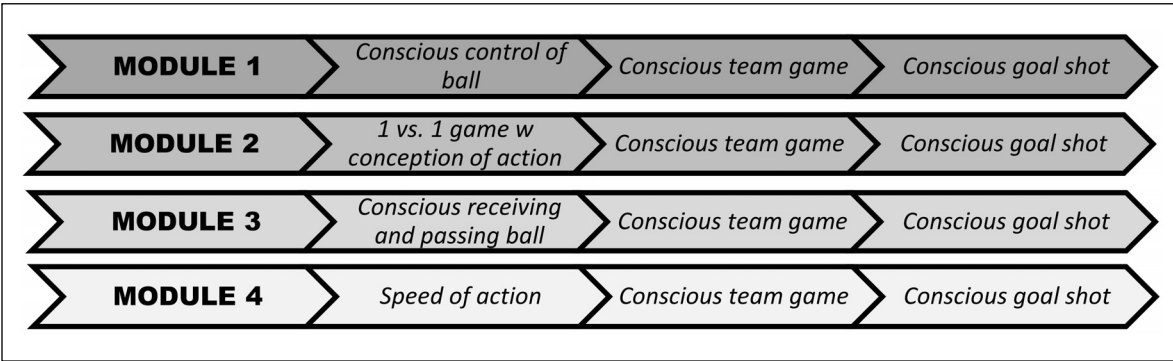 MODULE 1
Conscious control of
ball
Conscious team game
Conscious goal shot
MODULE 2
1 vs. 1 game w
conception of action
Conscious team game
Conscious goal shot
MODULE 3
Conscious receiving
and passing ball
Conscious team game
Conscious goal shot
MODULE 4
Speed of action
Conscious team game
Conscious goal shot